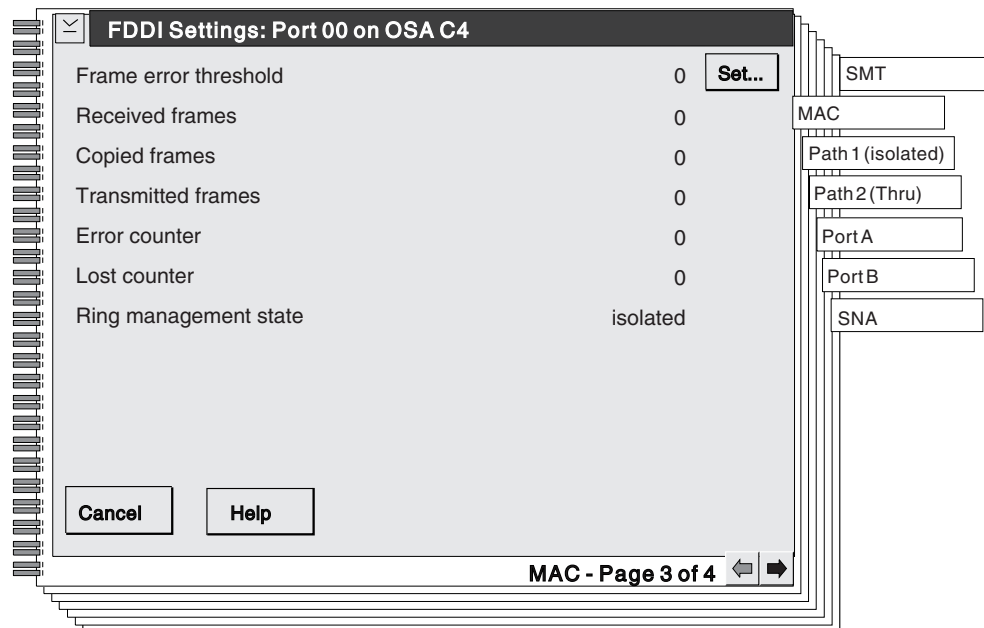 FDDI Settings: Port 00 on OSA C4
Frame error threshold 0 Set...
Received frames 0
Copied frames 0
Transmitted frames 0
Error counter 0
Lost counter 0
Ring management state isolated
Cancel Help
MAC - Page 3 of 4
SMT
MAC
Path 1 (isolated)
Path 2 (Thru)
Port A
Port B
SNA